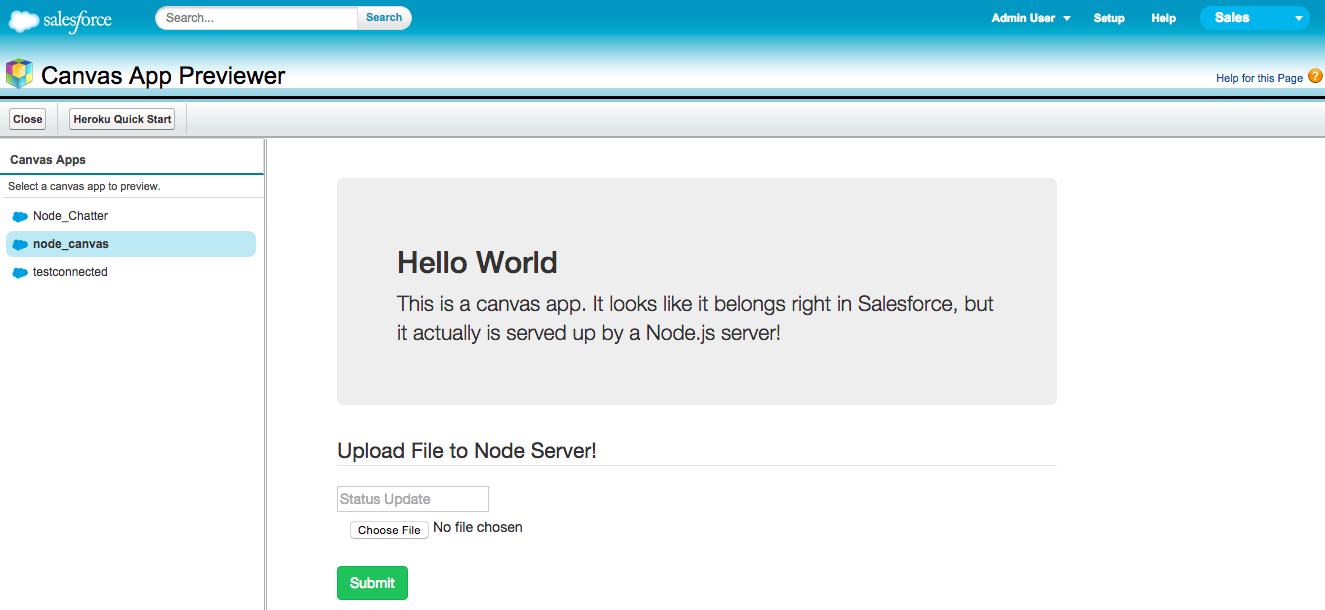 salesforce
Search...
Search
Admin User
Setup
Help
Sales
Canvas App Previewer
Help for this Page ?
Close
Heroku Quick Start
Canvas Apps
Select a canvas app to preview.
Node_Chatter
node_canvas
testconnected
Hello World
This is a canvas app. It looks like it belongs right in Salesforce, but
it actually is served up by a Node.js server!
Upload File to Node Server!
Status Update
Choose File No file chosen
Submit